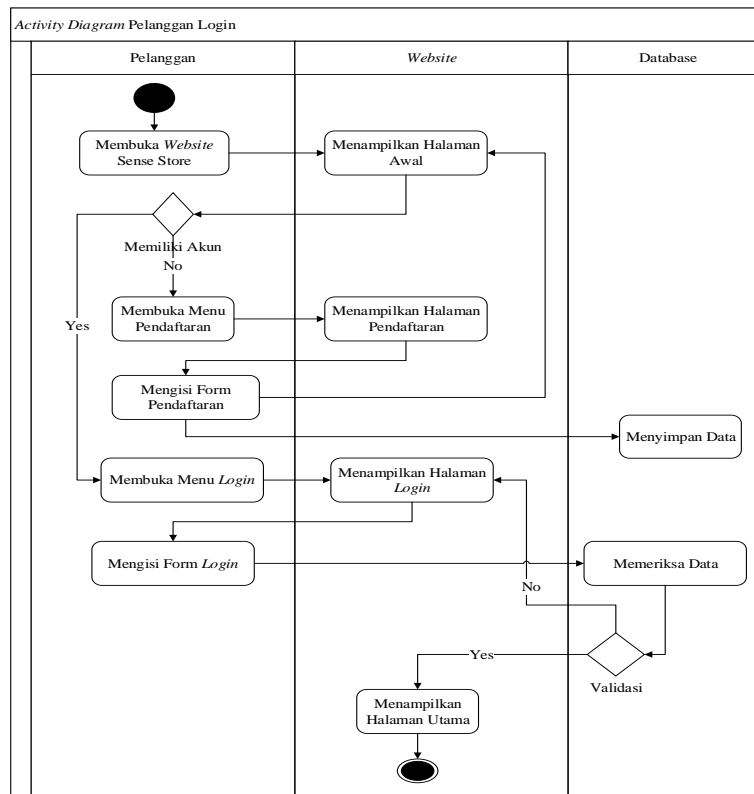 Activity Diagram Pelanggan Login
Pelanggan
Website
Database
Membuka Website
Sense Store
Menampilkan Halaman
Awal
Memiliki Akun
No
Membuka Menu
Pendaftaran
Menampilkan Halaman
Pendaftaran
Yes
Mengisi Form
Pendaftaran
Menyimpan Data
Membuka Menu Login
Menampilkan Halaman
Login
Mengisi Form Login
Memeriksa Data
No
Yes
Validasi
Menampilkan
Halaman Utama